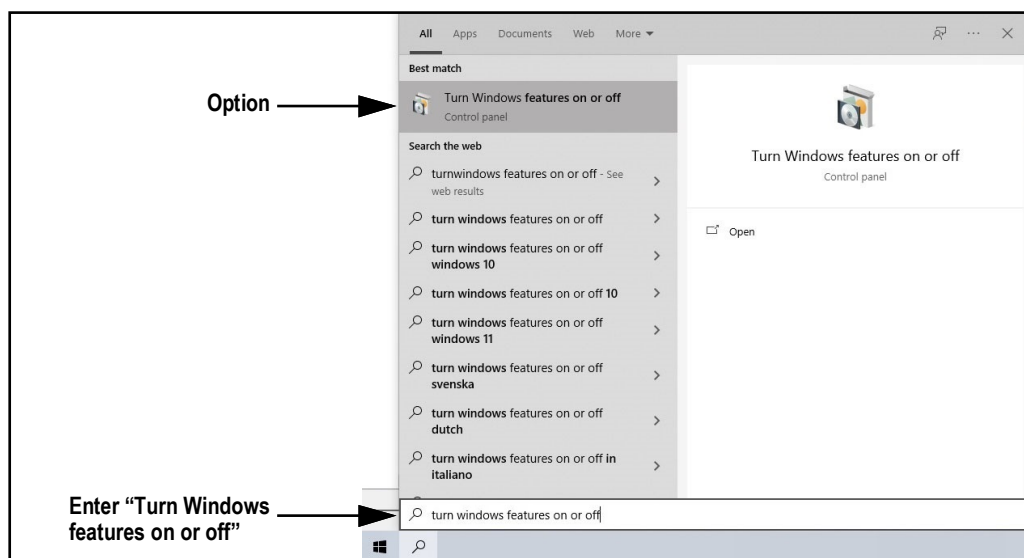 All Apps Documents Web More
Best match
Option
Turn Windows features on or off
Control panel
Search the web
turnwindows features on or off - See
web results
turn windows features on or off
turn windows features on or off
windows 10
turn windows features on or off 10
turn windows features on or off
windows 11
turn windows features on or off
svenska
turn windows features on or off
dutch
turn windows features on or off in
italiano
Turn Windows features on or off
Control panel
Open
Enter “Turn Windows
features on or off”
turn windows features on or off